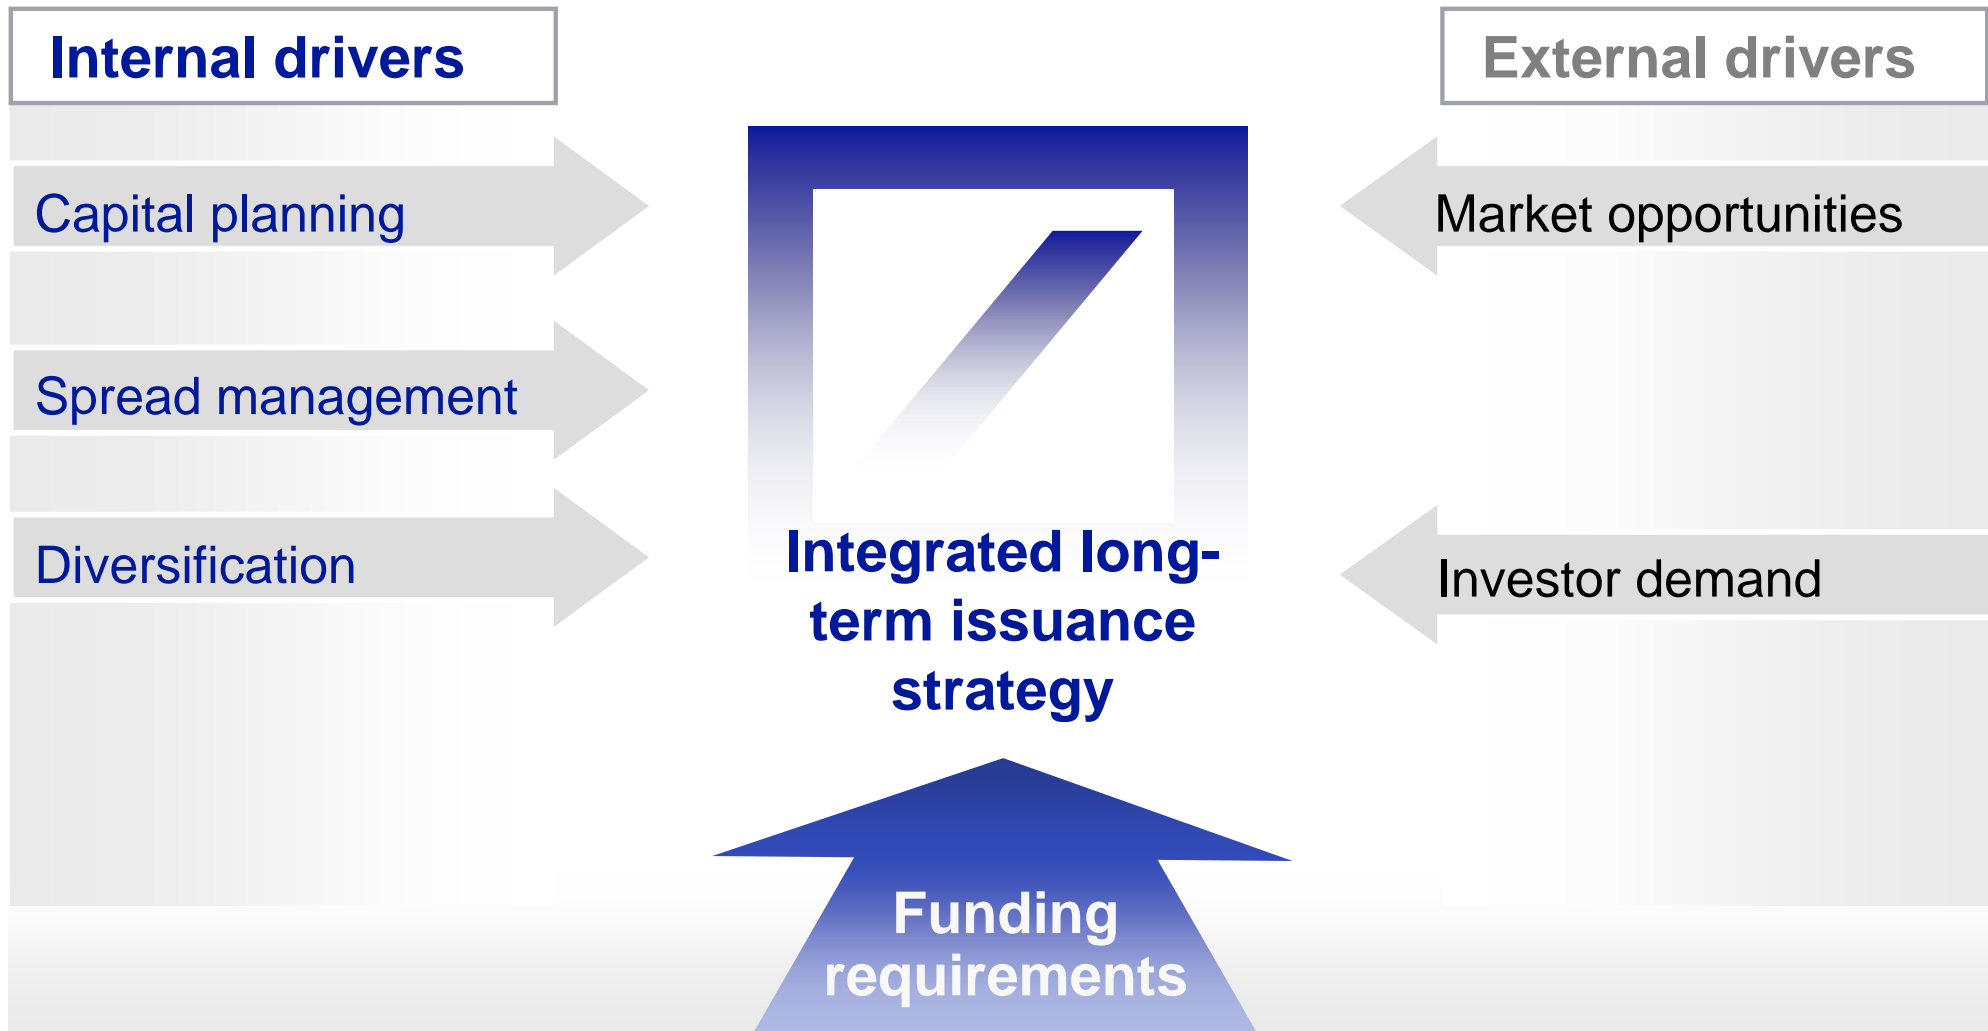 Internal drivers
External drivers
Capital planning
Market opportunities
Spread management
Diversification
Investor demand
Integrated long-
term issuance
strategy
Funding
requirements